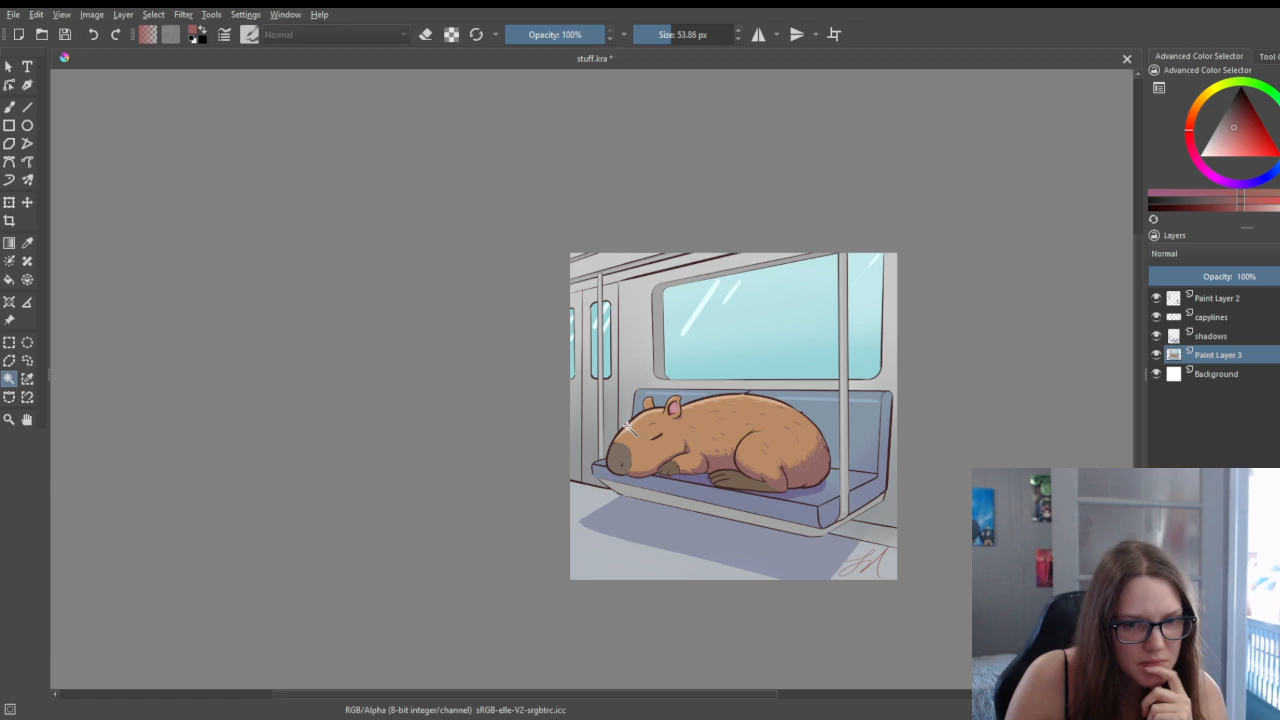 File Edit View Image Layer Select Filter Tools Settings Window Help
Normal Opacity: 100% Size: 53.86 px
stuff.kra *
Advanced Color Selector Tool
Advanced Color Selector
Layers
Normal
Opacity: 100%
Paint Layer 2
capylines
shadows
Paint Layer 3
Background
RGB/Alpha (8-bit integer/channel) sRGB-elle-V2-srgbtrc.icc